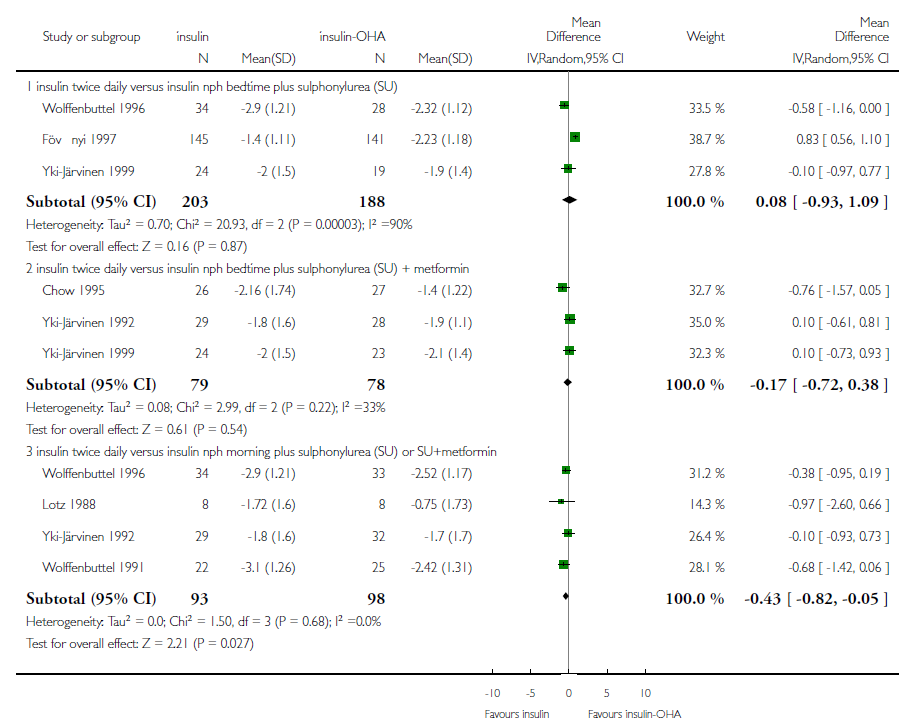 Study or subgroup insulin insulin-OHA Mean Difference Weight Mean Difference
N Mean(SD) N Mean(SD) IV,Random,95% CI IV,Random,95% CI
1 insulin twice daily versus insulin nph bedtime plus sulphonylurea (SU)
Wolffenbuttel 1996 34 -2.9 (1.21) 28 -2.32 (1.12) 33.5 % -0.58 [ -1.16, 0.00 ]
Föv nyi 1997 145 -1.4 (1.11) 141 -2.23 (1.18) 38.7 % 0.83 [ 0.56, 1.10 ]
Yki-Järvinen 1999 24 -2 (1.5) 19 -1.9 (1.4) 27.8 % -0.10 [ -0.97, 0.77 ]
Subtotal (95% CI) 203 188 100.0 % 0.08 [ -0.93, 1.09 ]
Heterogeneity: Tau² = 0.70; Chi² = 20.93, df = 2 (P = 0.00003); I² =90%
Test for overall effect: Z = 0.16 (P = 0.87)
2 insulin twice daily versus insulin nph bedtime plus sulphonylurea (SU) + metformin
Chow 1995 26 -2.16 (1.74) 27 -1.4 (1.22) 32.7 % -0.76 [ -1.57, 0.05 ]
Yki-Järvinen 1992 29 -1.8 (1.6) 28 -1.9 (1.1) 35.0 % 0.10 [ -0.61, 0.81 ]
Yki-Järvinen 1999 24 -2 (1.5) 23 -2.1 (1.4) 32.3 % 0.10 [ -0.73, 0.93 ]
Subtotal (95% CI) 79 78 100.0 % -0.17 [ -0.72, 0.38 ]
Heterogeneity: Tau² = 0.08; Chi² = 2.99, df = 2 (P = 0.22); I² =33%
Test for overall effect: Z = 0.61 (P = 0.54)
3 insulin twice daily versus insulin nph morning plus sulphonylurea (SU) or SU+metformin
Wolffenbuttel 1996 34 -2.9 (1.21) 33 -2.52 (1.17) 31.2 % -0.38 [ -0.95, 0.19 ]
Lotz 1988 8 -1.72 (1.6) 8 -0.75 (1.73) 14.3 % -0.97 [ -2.60, 0.66 ]
Yki-Järvinen 1992 29 -1.8 (1.6) 32 -1.7 (1.7) 26.4 % -0.10 [ -0.93, 0.73 ]
Wolffenbuttel 1991 22 -3.1 (1.26) 25 -2.42 (1.31) 28.1 % -0.68 [ -1.42, 0.06 ]
Subtotal (95% CI) 93 98 100.0 % -0.43 [ -0.82, -0.05 ]
Heterogeneity: Tau² = 0.0; Chi² = 1.50, df = 3 (P = 0.68); I² =0.0%
Test for overall effect: Z = 2.21 (P = 0.027)
-10 -5 0 5 10
Favours insulin Favours insulin-OHA